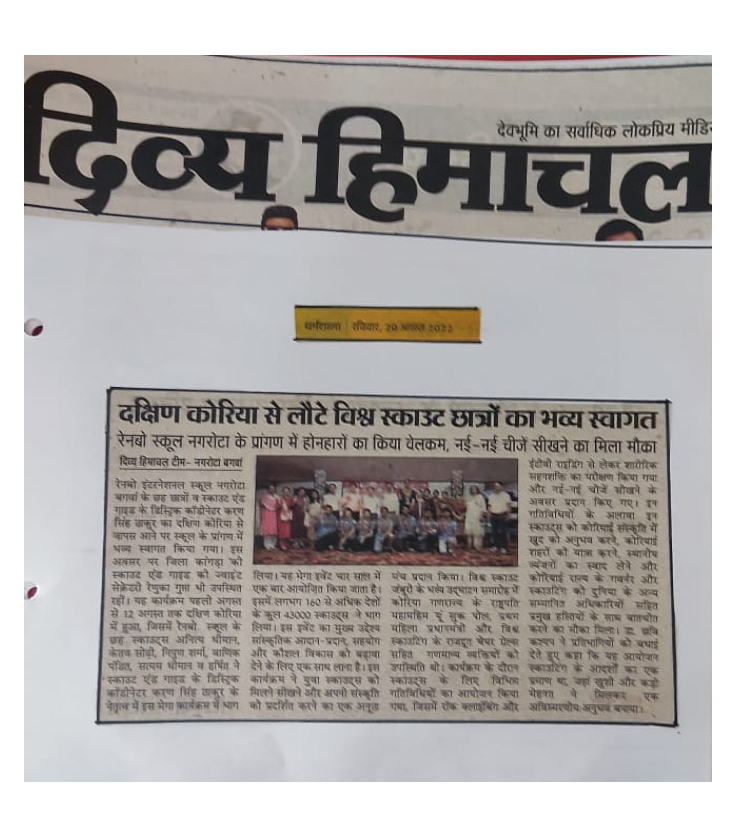 देवभूमि का सर्वाधिक लोकप्रिय मीडि
दिव्य हिमाचल
धर्मशाला | रविवार, 20 अगस्त 2023
दक्षिण कोरिया से लौटे विश्व स्काउट छात्रों का भव्य स्वागत
रेनबो स्कूल नगरोटा के प्रांगण में होनहारों का किया वेलकम, नई-नई चीजें सीखने का मिला मौका
दिव्य हिमाचल टीम- नगरोटा बगवां
रेनबो इंटरनेशनल स्कूल नगरोटा
बगवां के छह छात्रों व स्काउट एंड
गाइड के डिस्ट्रिक कॉडीनेटर करण
सिंह ठाकुर का दक्षिण कोरिया से
वापस आने पर स्कूल के प्रांगण में
भव्य स्वागत किया गया। इस
अवसर पर जिला कांगड़ा की
स्काउट एंड गाइड की ज्वाइंट
सेक्रेटरी रेणुका गुप्ता भी उपस्थित
रहीं। यह कार्यक्रम पहली अगस्त
से 12 अगस्त तक दक्षिण कोरिया
में हुआ, जिसमें रेनबो स्कूल के
छह स्काउट्स अनित्य धीमान,
केतव सोढ़ी, निपुण शर्मा, वाणिक
पंडित, सत्यम धीमान व हर्षित ने
स्काउट एंड गाइड के डिस्ट्रिक
कॉडीनेटर करण सिंह ठाकुर के
नेतृत्व में इस मेगा कार्यक्रम में भाग
लिया। यह मेगा इवेंट चार साल में
एक बार आयोजित किया जाता है।
इसमें लगभग 160 से अधिक देशों
के कुल 43000 स्काउट्स ने भाग
लिया। इस इवेंट का मुख्य उद्देश्य
सांस्कृतिक आदान-प्रदान, सहयोग
और कौशल विकास को बढ़ावा
देने के लिए एक साथ लाना है। इस
कार्यक्रम ने युवा स्काउट्स को
मिलने सीखने और अपनी संस्कृति
को प्रदर्शित करने का एक अनूठा
मंच प्रदान किया। विश्व स्काउट
जंबूरी के भव्य उद्घाटन समारोह में
कोरिया गणराज्य के राष्ट्रपति
महामहिम यूं सुक योल, प्रथम
महिला प्रधानमंत्री और विश्व
स्काउटिंग के राजदूत बेयर ग्रिल्स
सहित गणमान्य व्यक्तियों की
उपस्थिति थी। कार्यक्रम के दौरान
स्काउट्स के लिए विभिन्न
गतिविधियों का आयोजन किया
गया, जिसमें रॉक क्लाइंबिंग और
ईटीवी राइडिंग से लेकर शारीरिक
सहनशक्ति का परीक्षण किया गया
और नई-नई चीजें सीखने के
अवसर प्रदान किए गए। इन
गतिविधियों के अलावा इन
स्काउट्स को कोरियाई संस्कृति में
खुद को अनुभव करने, कोरियाई
शहरों की यात्रा करने, स्थानीय
व्यंजनों का स्वाद लेने और
कोरियाई राज्य के गवर्नर और
स्काउटिंग की दुनिया के अन्य
सम्मानित अधिकारियों सहित
प्रमुख हस्तियों के साथ बातचीत
करने का मौका मिला। डा. छवि
कश्यप ने प्रतिभागियों को बधाई
देते हुए कहा कि यह आयोजन
स्काउटिंग के आदर्शों का एक
प्रमाण था, जहां खुशी और कड़ी
मेहनत ने मिलकर एक
अविस्मरणीय अनुभव बनाया।